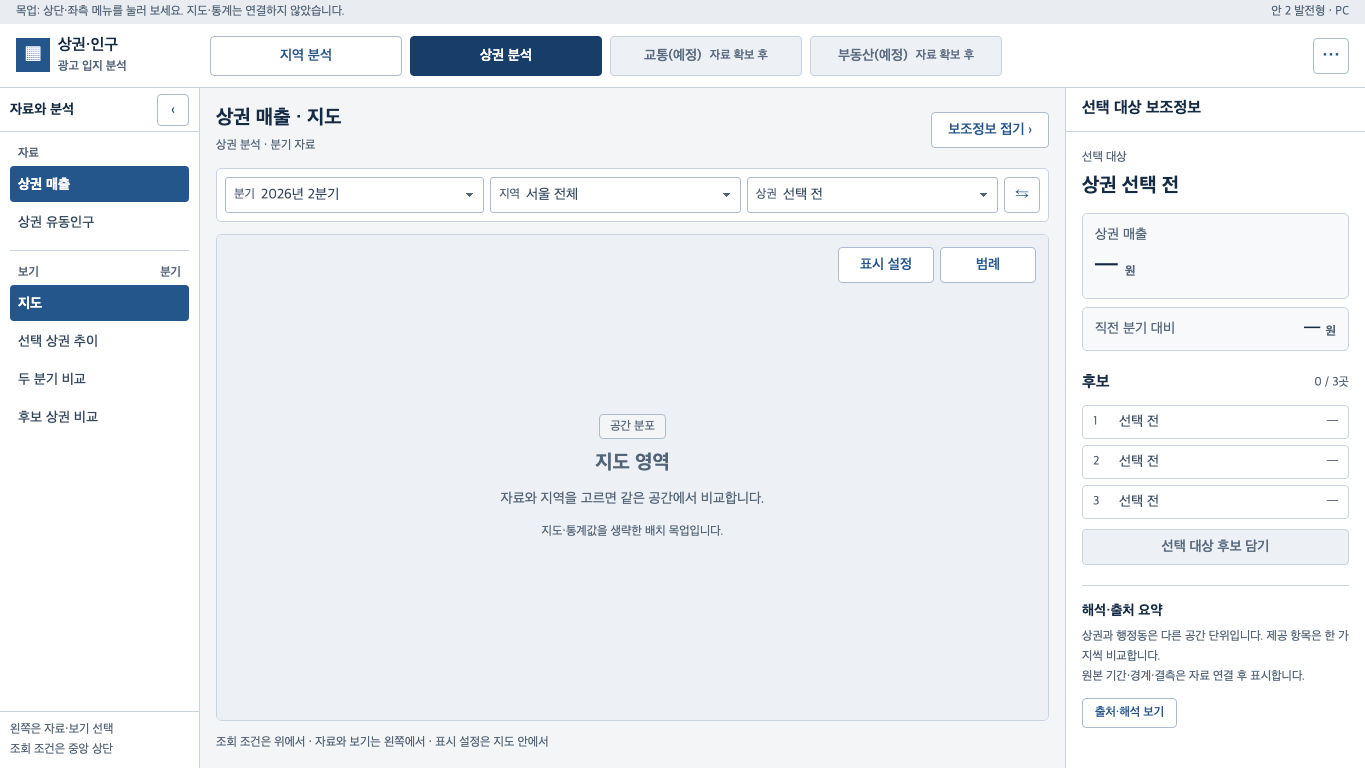 목업: 상단·좌측 메뉴를 눌러 보세요. 지도·통계는 연결하지 않았습니다.
안 2 발전형 · PC
상권·인구
광고 입지 분석
지역 분석
상권 분석
교통(예정) 자료 확보 후
부동산(예정) 자료 확보 후
···
자료와 분석
‹
자료
상권 매출
상권 유동인구
보기 분기
지도
선택 상권 추이
두 분기 비교
후보 상권 비교
왼쪽은 자료·보기 선택
조회 조건은 중앙 상단
상권 매출 · 지도
상권 분석 · 분기 자료
보조정보 접기 ›
분기 2026년 2분기
지역 서울 전체
상권 선택 전
⇆
표시 설정
범례
공간 분포
지도 영역
자료와 지역을 고르면 같은 공간에서 비교합니다.
지도·통계값을 생략한 배치 목업입니다.
조회 조건은 위에서 · 자료와 보기는 왼쪽에서 · 표시 설정은 지도 안에서
선택 대상 보조정보
선택 대상
상권 선택 전
상권 매출
— 원
직전 분기 대비 — 원
후보 0 / 3곳
1 선택 전 —
2 선택 전 —
3 선택 전 —
선택 대상 후보 담기
해석·출처 요약
상권과 행정동은 다른 공간 단위입니다. 제공 항목은 한 가
지씩 비교합니다.
원본 기간·경계·결측은 자료 연결 후 표시합니다.
출처·해석 보기